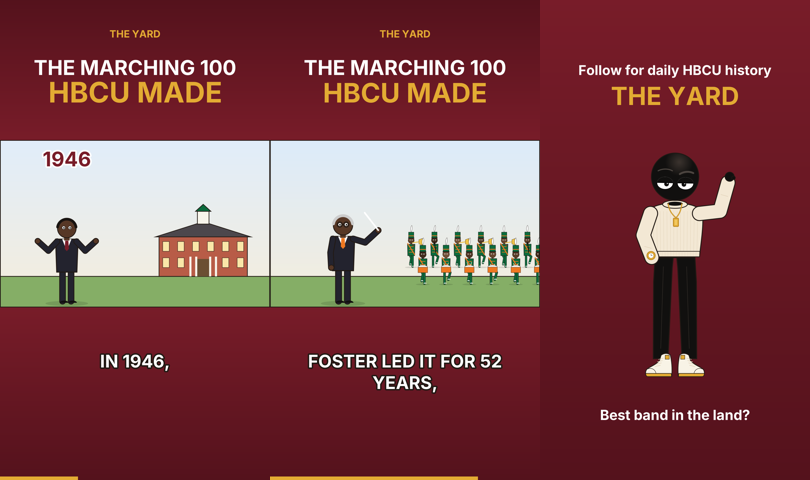 THE YARD
THE MARCHING 100
HBCU MADE
1946
IN 1946,
THE YARD
THE MARCHING 100
HBCU MADE
FOSTER LED IT FOR 52
YEARS,
Follow for daily HBCU history
THE YARD
Best band in the land?